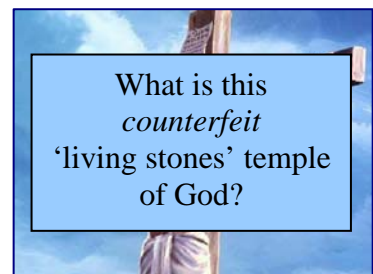 What is this
counterfeit
‘living stones’ temple
of God?